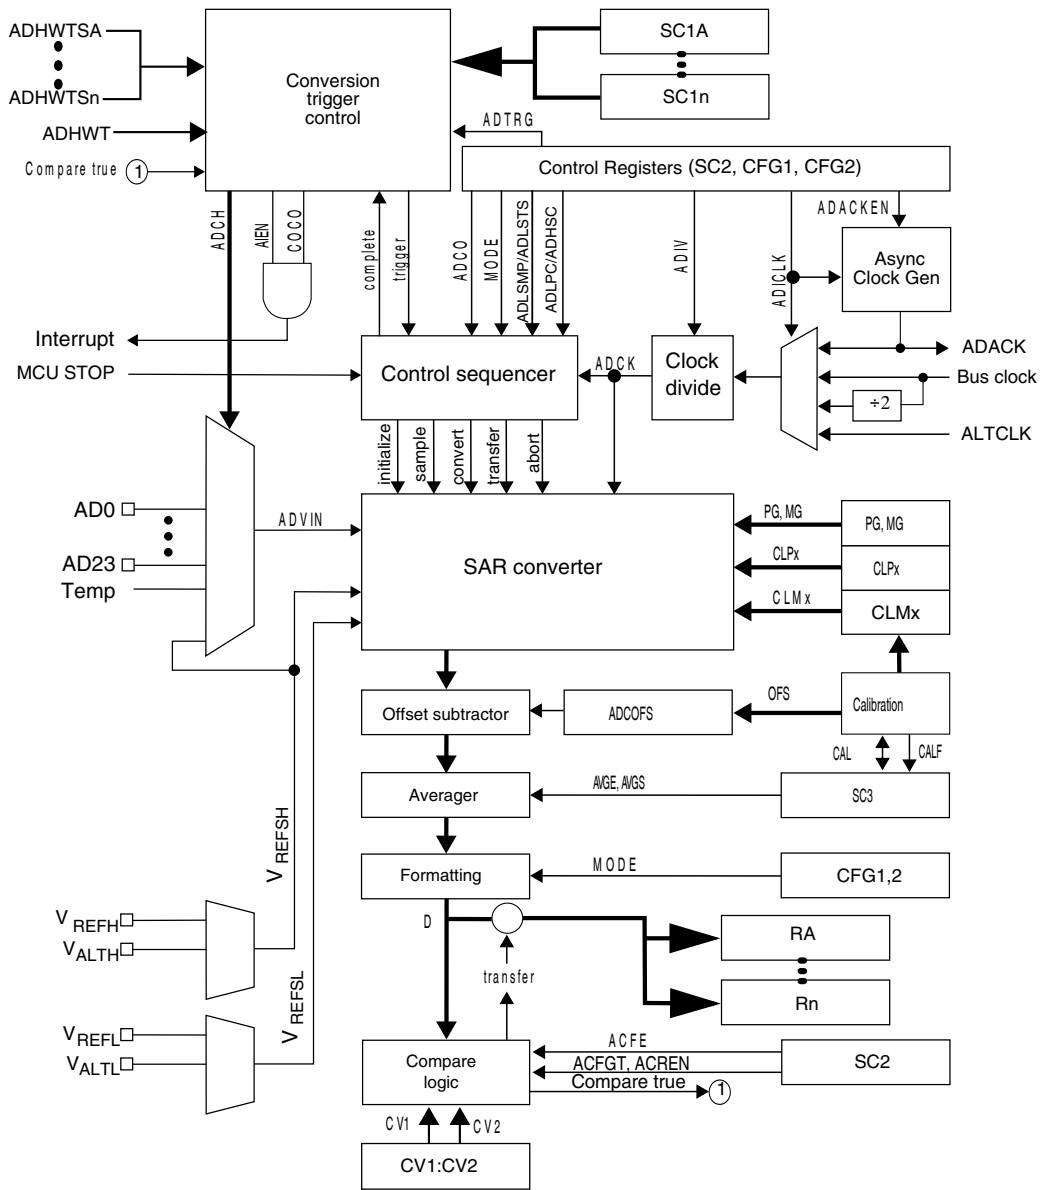 ADHWTSA
SC1A
Conversion
trigger
control
ADHWTSn
SC1n
ADHWT
ADTRG
Compare true
1
Control Registers (SC2, CFG1, CFG2)
ADCH
AIEN
COCO
complete
trigger
ADCO
MODE
ADLSMP/ADLSTS
ADLPC/ADHSC
ADIV
ADICLK
ADACKEN
Async
Clock Gen
Interrupt
ADACK
MCU STOP
Control sequencer
ADCK
Clock
divide
Bus clock
÷2
ALTCLK
initialize
sample
convert
transfer
abort
AD0
ADVIN
PG, MG
PG, MG
AD23
SAR converter
CLPx
CLPx
Temp
CLMx
CLMx
Offset subtractor
ADCOFS
OFS
Calibration
CAL
CALF
Averager
AVGE, AVGS
SC3
VREFSH
Formatting
MODE
CFG1,2
VREFH
D
RA
VALTH
transfer
VREFSL
Rn
VREFL
ACFE
VALTL
Compare
logic
ACFGT, ACREN
SC2
Compare true
1
CV1
CV2
CV1:CV2